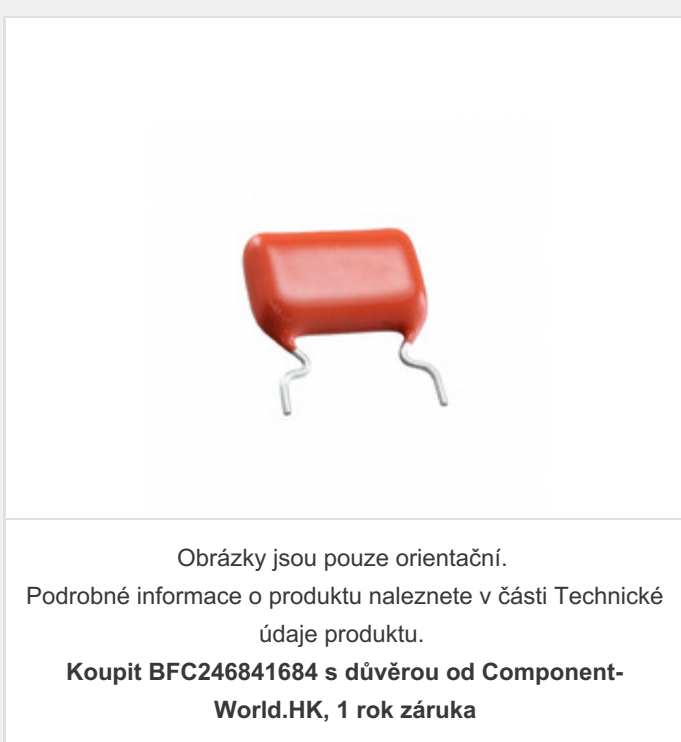 Obrázky jsou pouze orientační.
Podrobné informace o produktu naleznete v části Technické
údaje produktu.
Koupit BFC246841684 s důvěrou od Component-
World.HK, 1 rok záruka